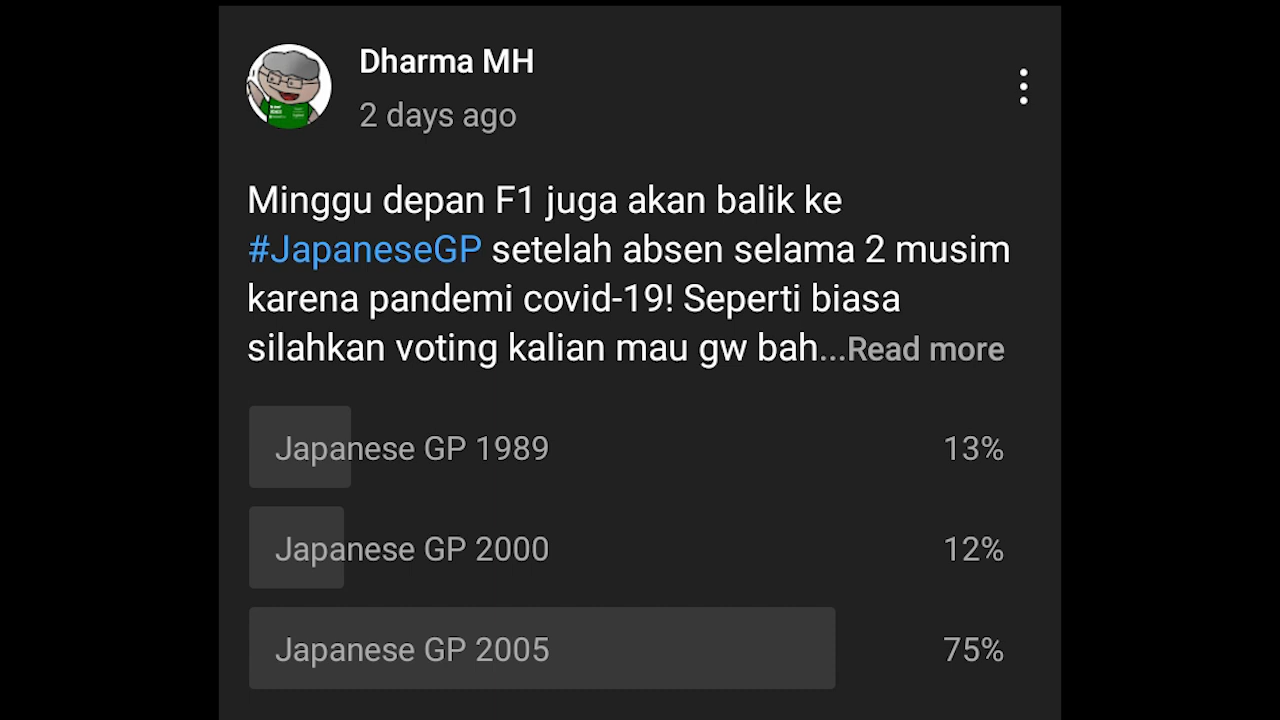 Dharma MH
2 days ago
Minggu depan F1 juga akan balik ke
#JapaneseGP setelah absen selama 2 musim
karena pandemi covid-19! Seperti biasa
silahkan voting kalian mau gw bah...Read more
Japanese GP 1989 13%
Japanese GP 2000 12%
Japanese GP 2005 75%